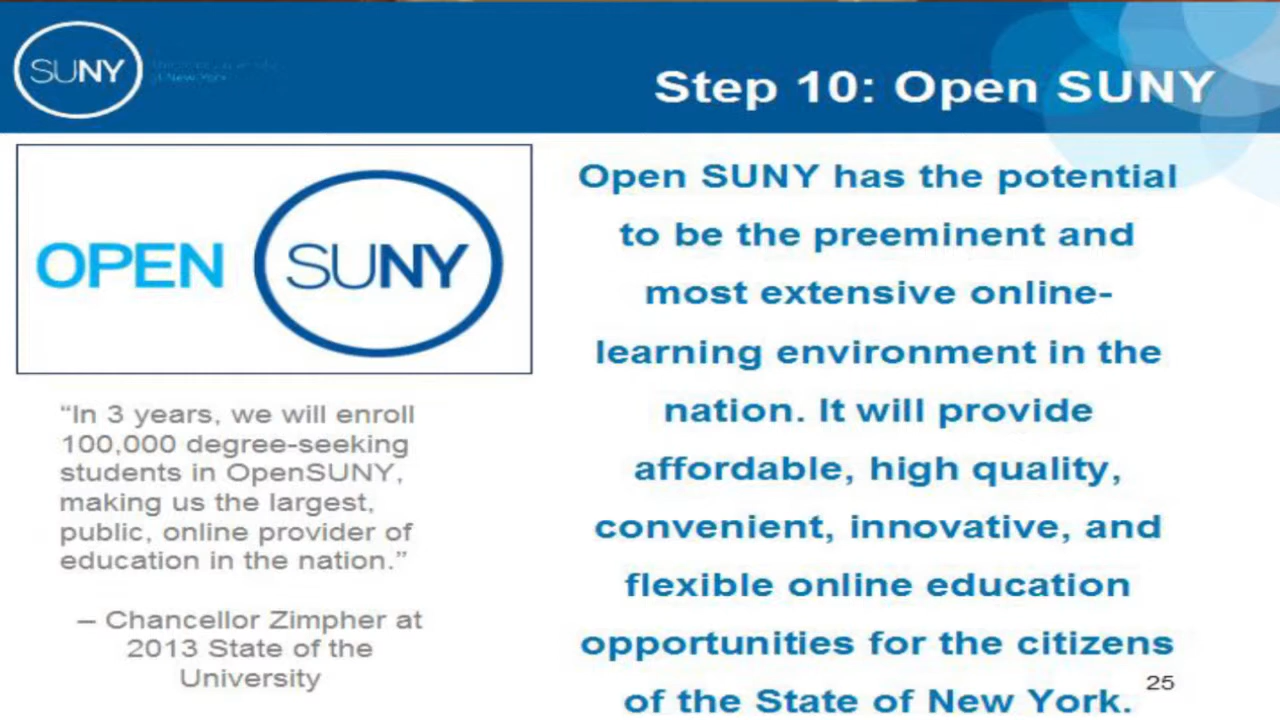 SUNY
of New York
Step 10: Open SUNY
OPEN SUNY
“In 3 years, we will enroll
100,000 degree-seeking
students in OpenSUNY,
making us the largest,
public, online provider of
education in the nation.”
– Chancellor Zimpher at
2013 State of the
University
Open SUNY has the potential
to be the preeminent and
most extensive online-
learning environment in the
nation. It will provide
affordable, high quality,
convenient, innovative, and
flexible online education
opportunities for the citizens
of the State of New York.
25